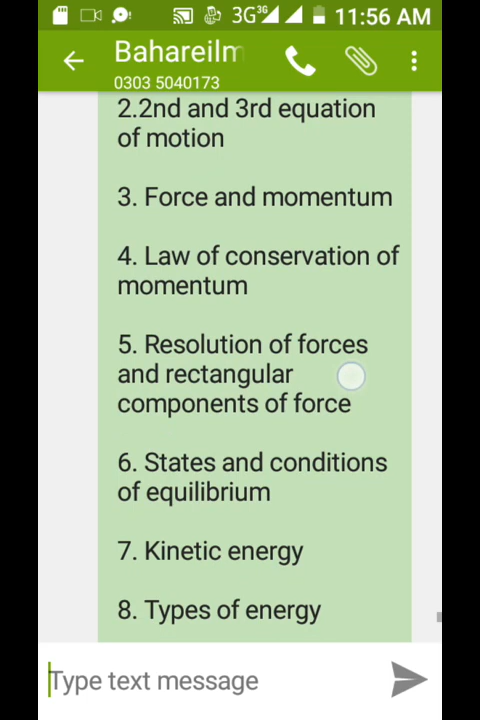 3G 3G 11:56 AM
Bahareilm
0303 5040173
2.2nd and 3rd equation
of motion
3. Force and momentum
4. Law of conservation of
momentum
5. Resolution of forces
and rectangular
components of force
6. States and conditions
of equilibrium
7. Kinetic energy
8. Types of energy
Type text message